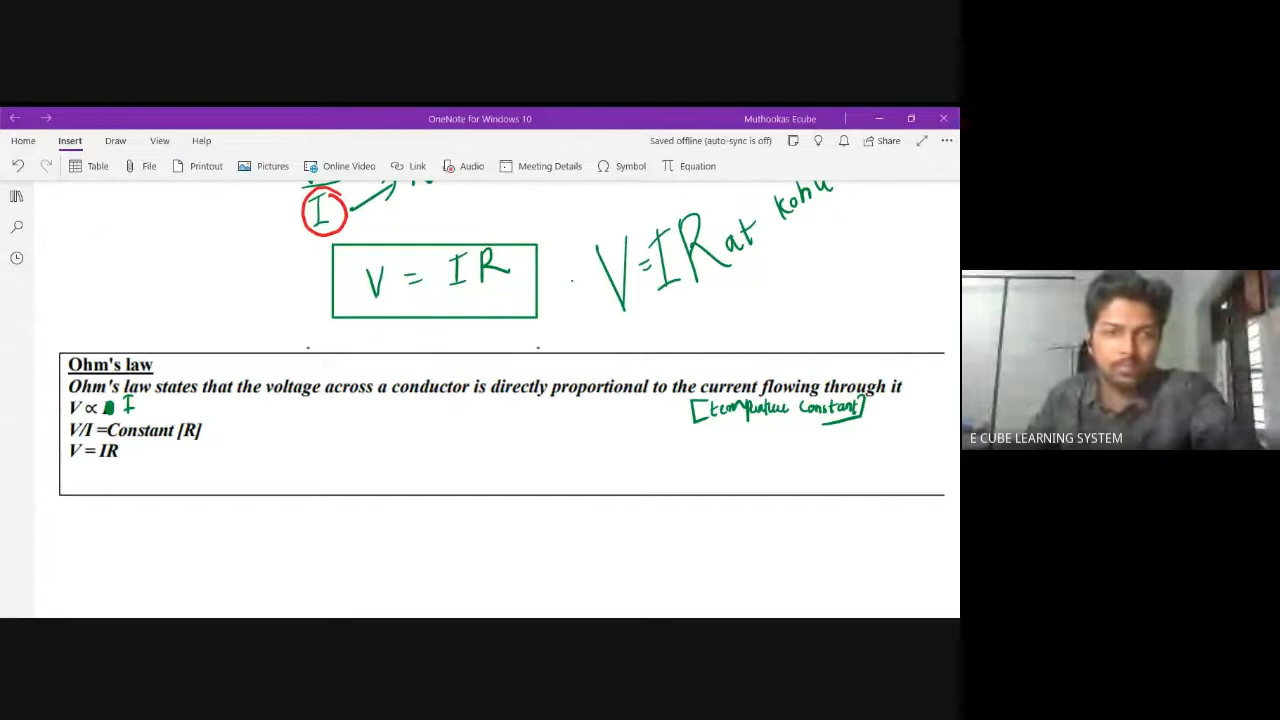 OneNote for Windows 10
Muthookas Ecube
Home Insert Draw View Help
Saved offline (auto-sync is off)
Share
Table File Printout Pictures Online Video Link Audio Meeting Details Symbol Equation
I
V = IR
V=IR at
Ohm's law
Ohm's law states that the voltage across a conductor is directly proportional to the current flowing through it
V ∝ I
[temperature constant]
V/I =Constant [R]
V = IR
E CUBE LEARNING SYSTEM